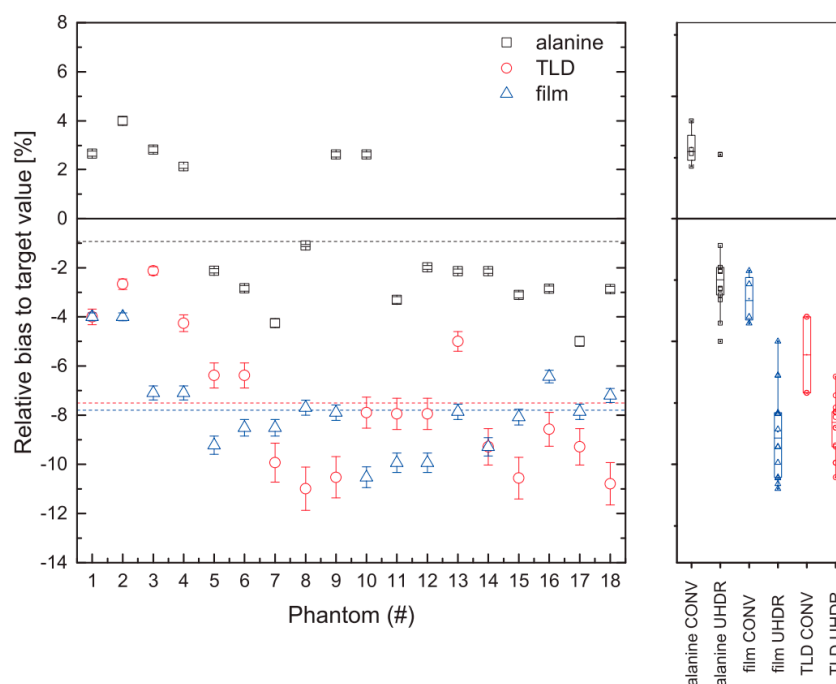 8
6
4
2
0
-2
-4
-6
-8
-10
-12
-14
Relative bias to target value [%]
alanine
TLD
film
1 2 3 4 5 6 7 8 9 10 11 12 13 14 15 16 17 18
Phantom (#)
alanine CONV
alanine UHDR
film CONV
film UHDR
TLD CONV
TLD UHDR